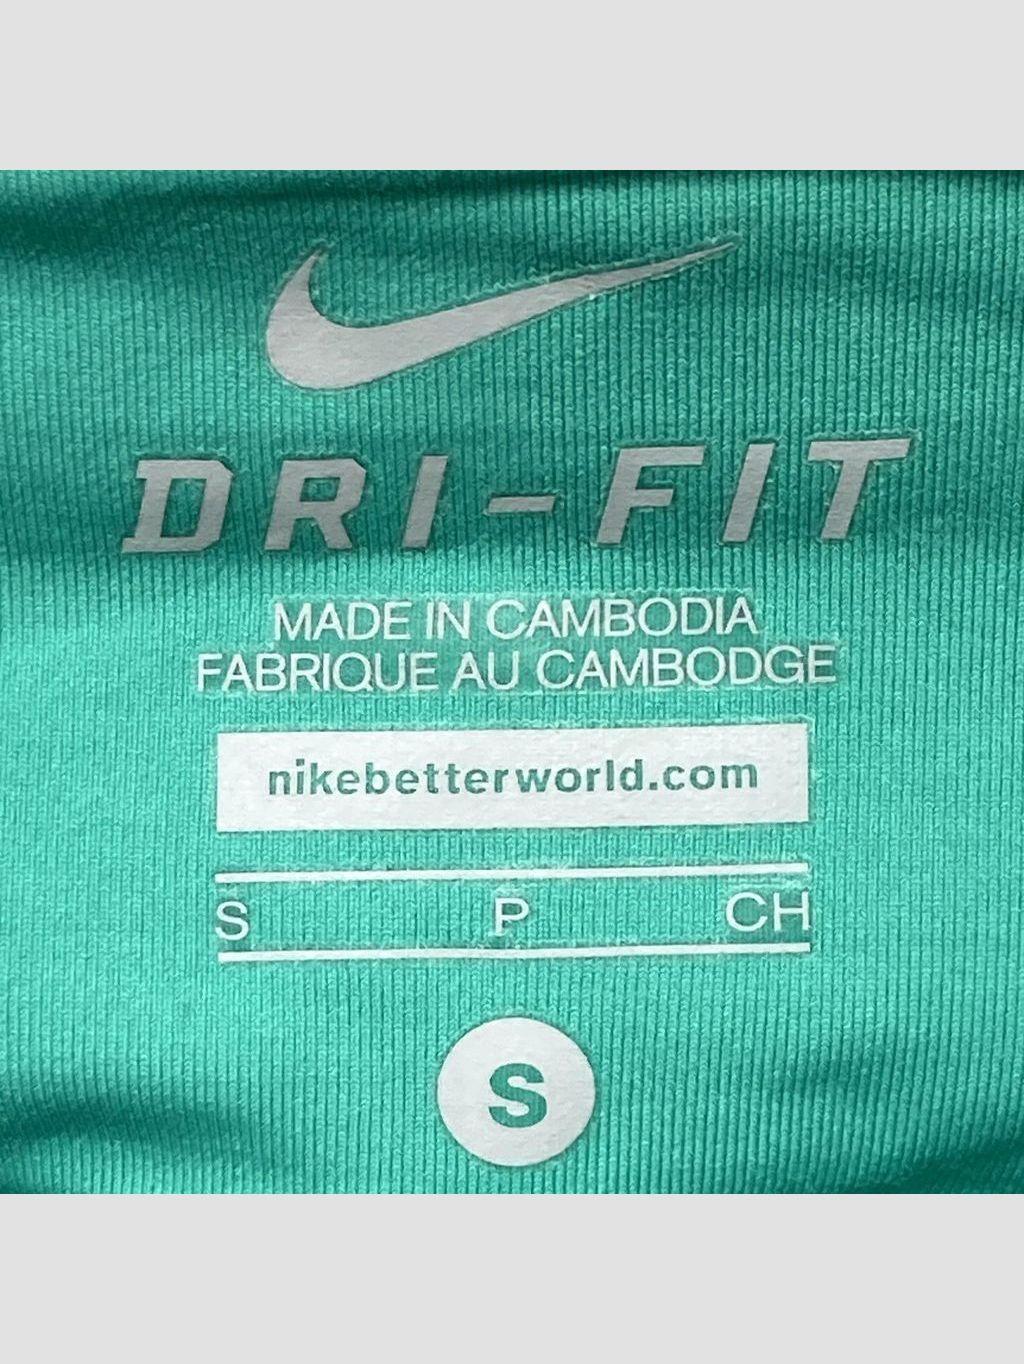 DRI-FIT
MADE IN CAMBODIA
FABRIQUE AU CAMBODGE
nikebetterworld.com
S P CH
S